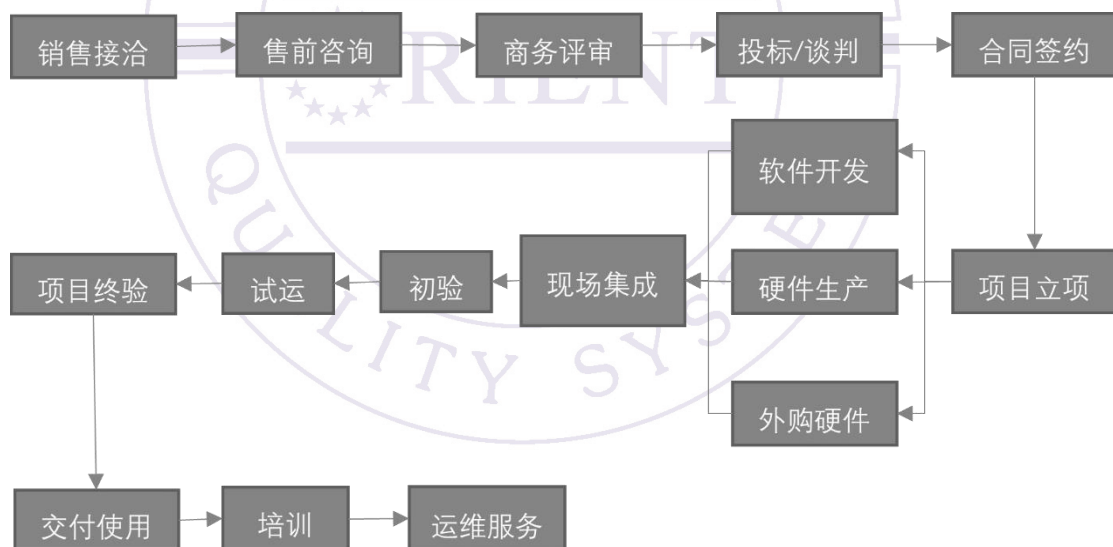 销售接洽
售前咨询
商务评审
投标/谈判
合同签约
RIENT
软件开发
项目终验
试运
初验
现场集成
硬件生产
项目立项
外购硬件
QUALITY SYSTE
交付使用
培训
运维服务